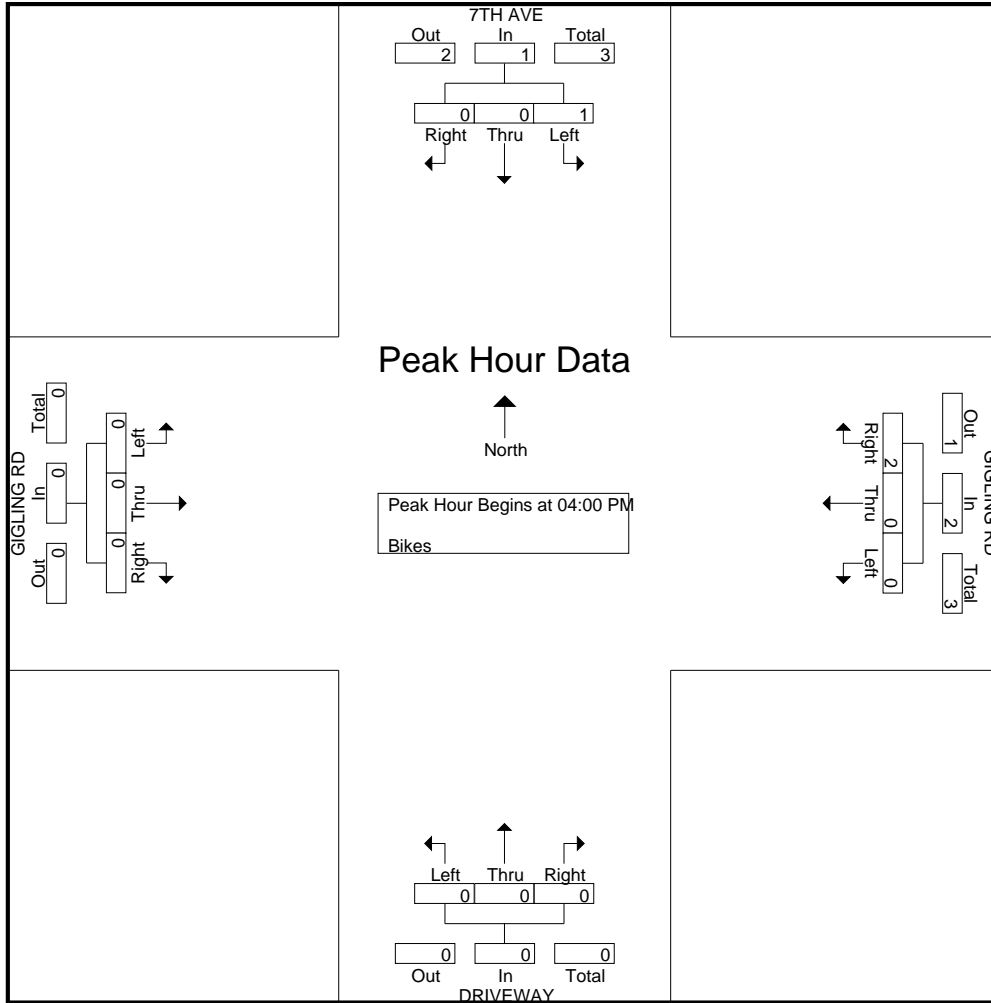 7TH AVE
Out In Total
2 1 3
0 0 1
Right Thru Left
Peak Hour Data
North
Peak Hour Begins at 04:00 PM
Bikes
GIGLING RD
Out In Total
0 0 0
0 0 0
Right Thru Left
GIGLING RD
Out In Total
1 2 3
2 0 0
Right Thru Left
Left Thru Right
0 0 0
0 0 0
Out In Total
DRIVEWAY